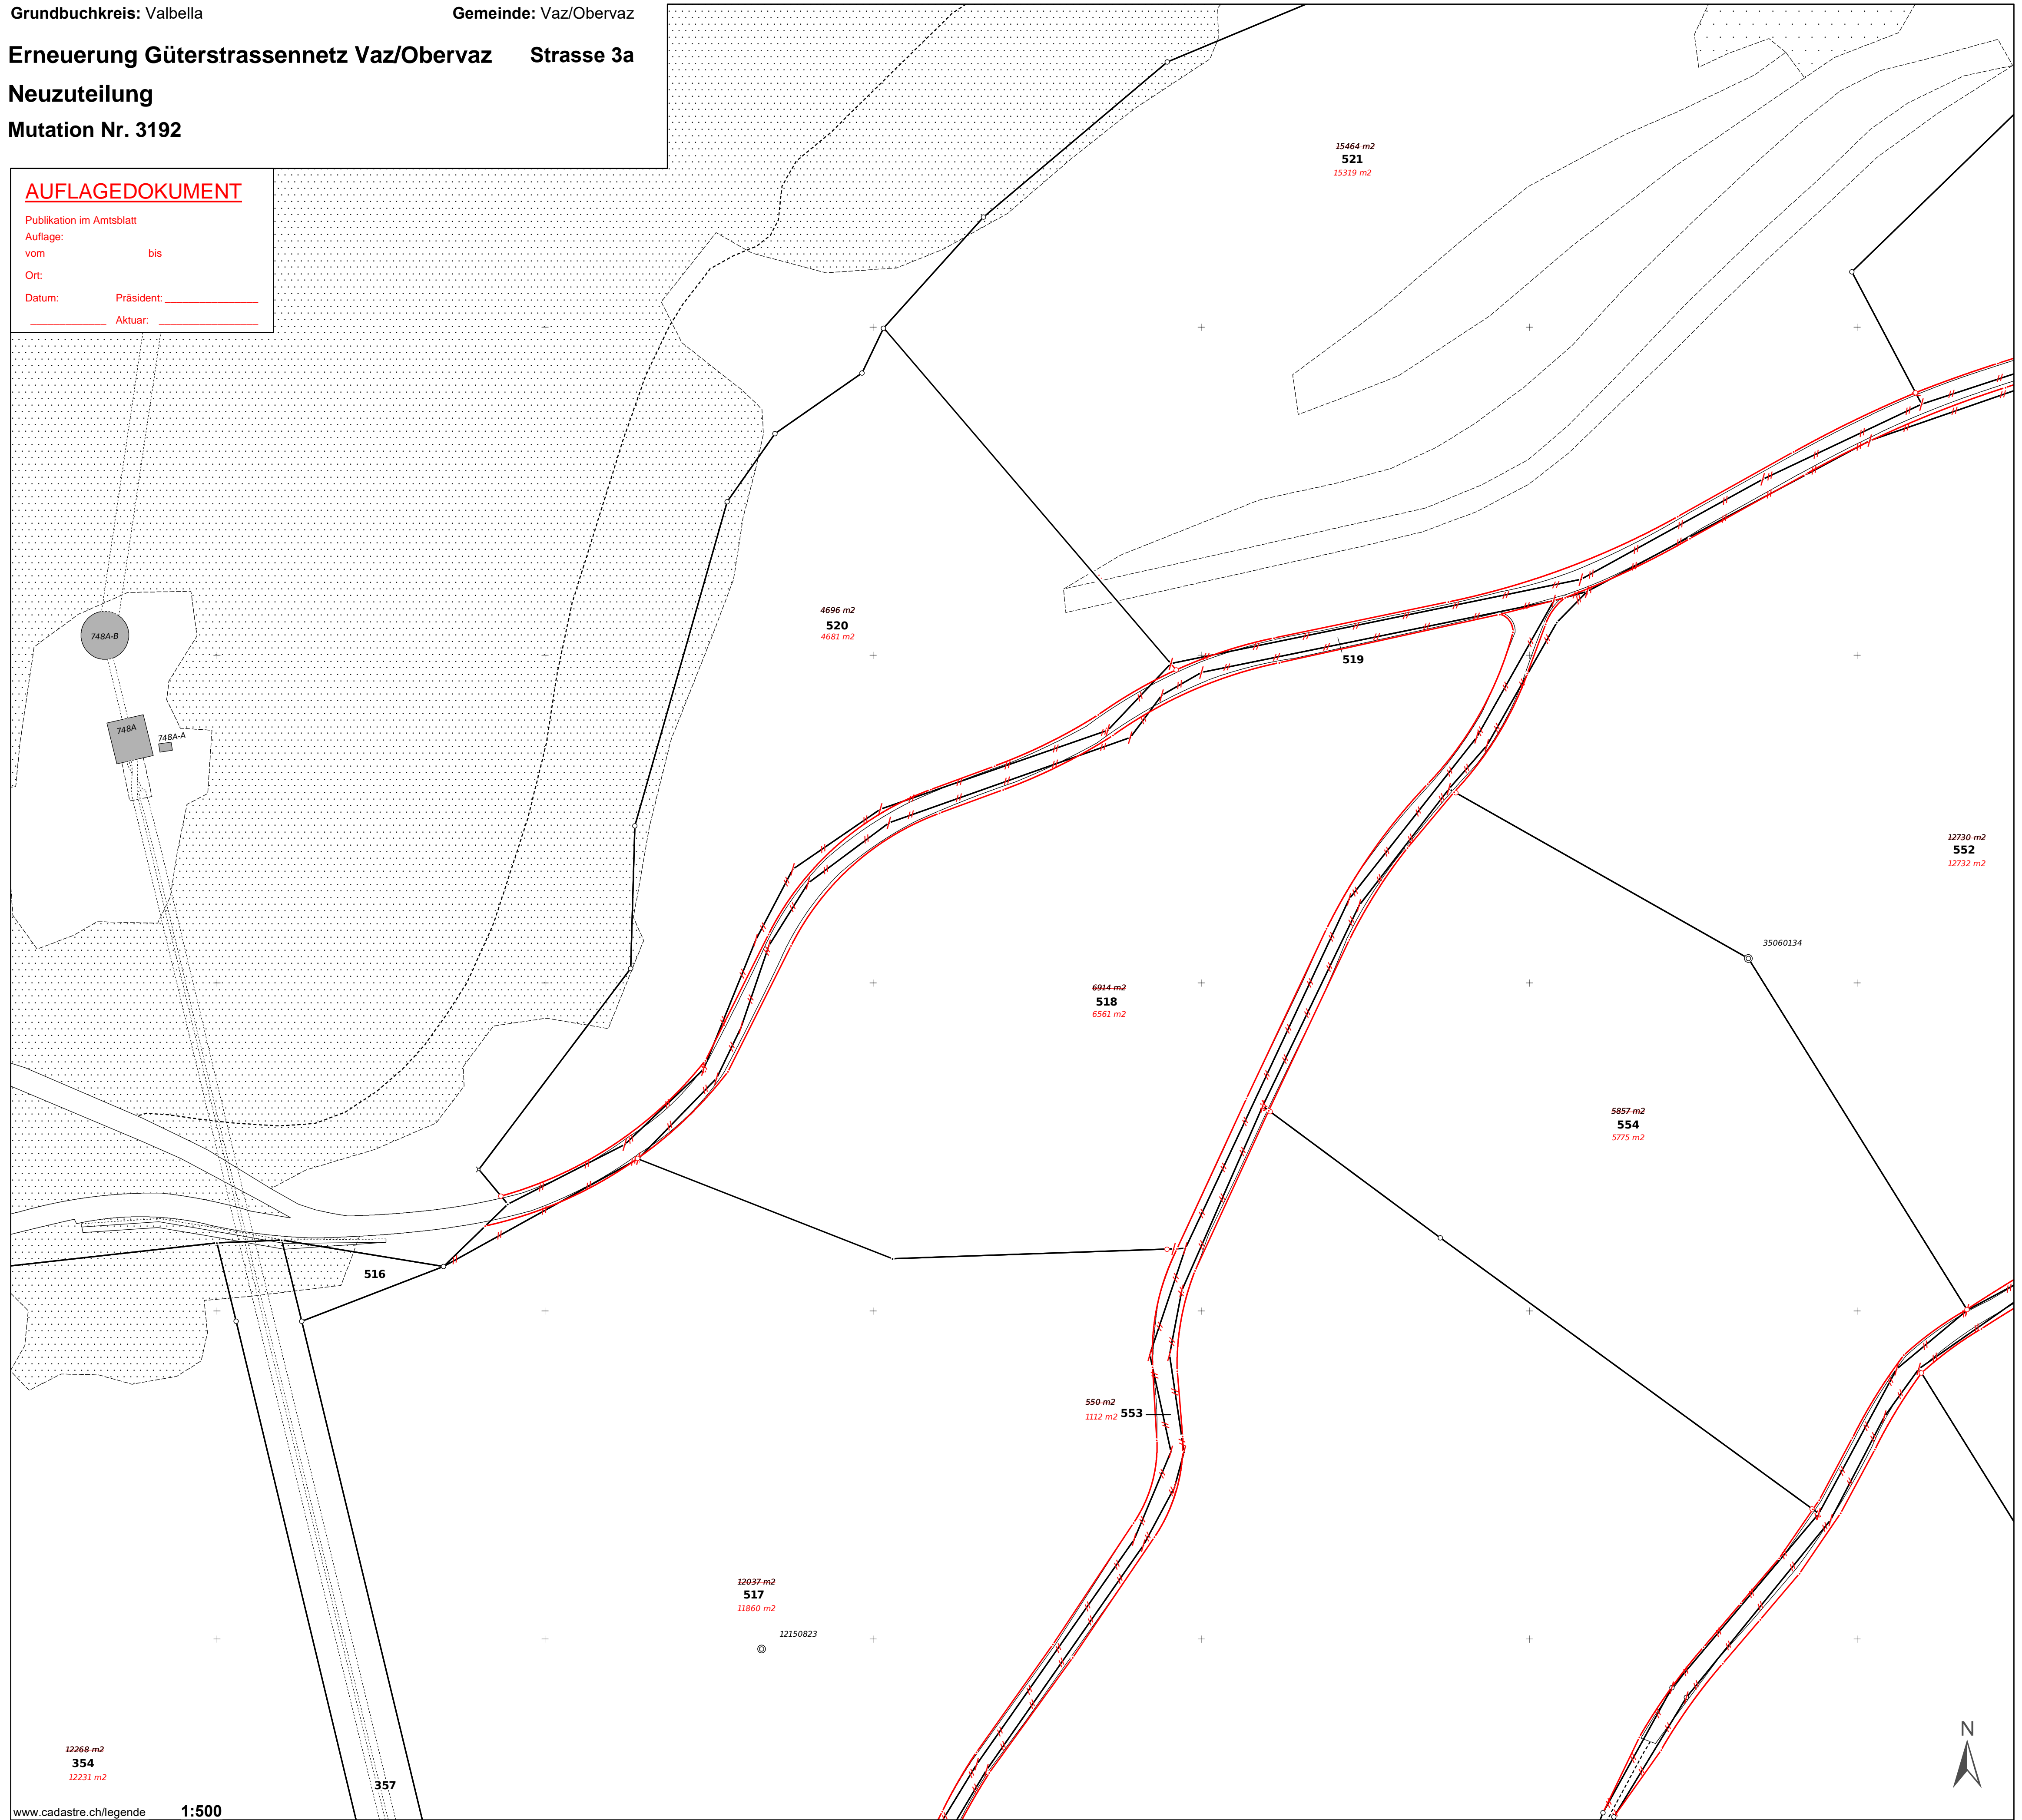 Grundbuchkreis: Valbella Gemeinde: Vaz/Obervaz
Erneuerung Güterstrassennetz Vaz/Obervaz Strasse 3a
Neuzuteilung
Mutation Nr. 3192
AUFLAGEDOKUMENT
Publikation im Amtsblatt
Auflage:
vom bis
Ort:
Datum: Präsident:
Aktuar:
15464 m2
521
15319 m2
4696 m2
520
4681 m2
748A-B
748A
748A-A
519
12730 m2
552
12732 m2
35060134
6914 m2
518
6561 m2
5857 m2
554
5775 m2
516
550 m2
1112 m2 553
12037 m2
517
11860 m2
12150823
12268 m2
354
12231 m2
357
N
www.cadastre.ch/legende 1:500